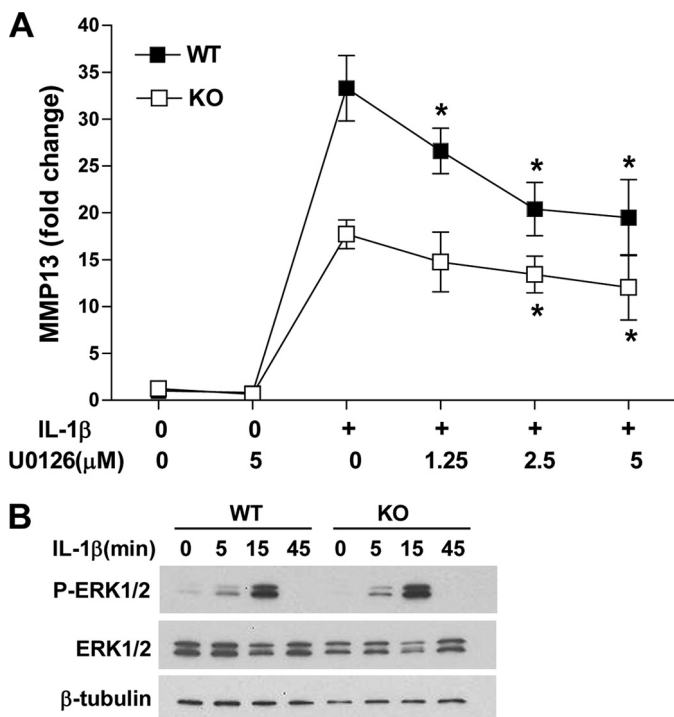 A
WT
KO
MMP13 (fold change)
40
35
30
25
20
15
10
5
0
* * *
* *
IL-1β 0 0 + + + +
U0126(μM) 0 5 0 1.25 2.5 5
B
WT KO
IL-1β(min) 0 5 15 45 0 5 15 45
P-ERK1/2
ERK1/2
β-tubulin